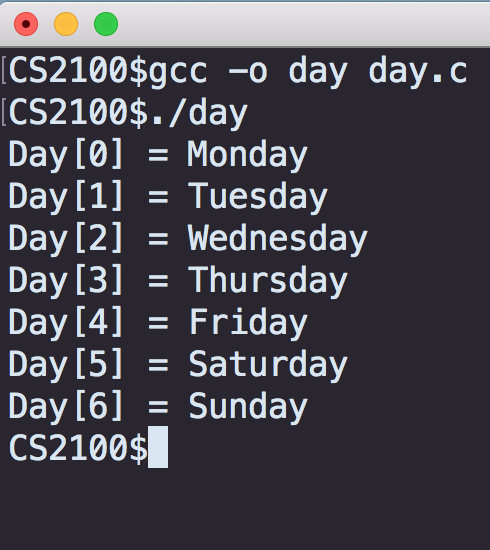 CS2100$gcc -o day day.c
CS2100$./day
Day[0] = Monday
Day[1] = Tuesday
Day[2] = Wednesday
Day[3] = Thursday
Day[4] = Friday
Day[5] = Saturday
Day[6] = Sunday
CS2100$